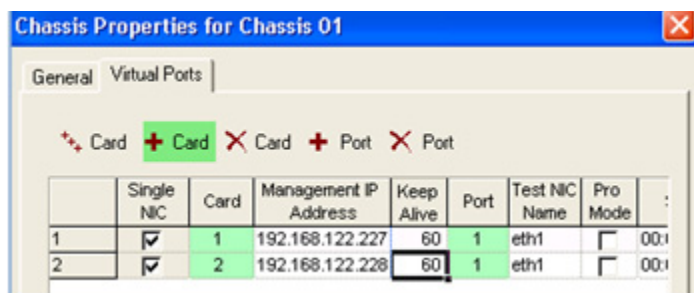 Chassis Properties for Chassis 01
General Virtual Ports
Card Card Card Port Port
Single NIC Card Management IP Address Keep Alive Port Test NIC Name Pro Mode
1 1 192.168.122.227 60 1 eth1 00:
2 2 192.168.122.228 60 1 eth1 00: